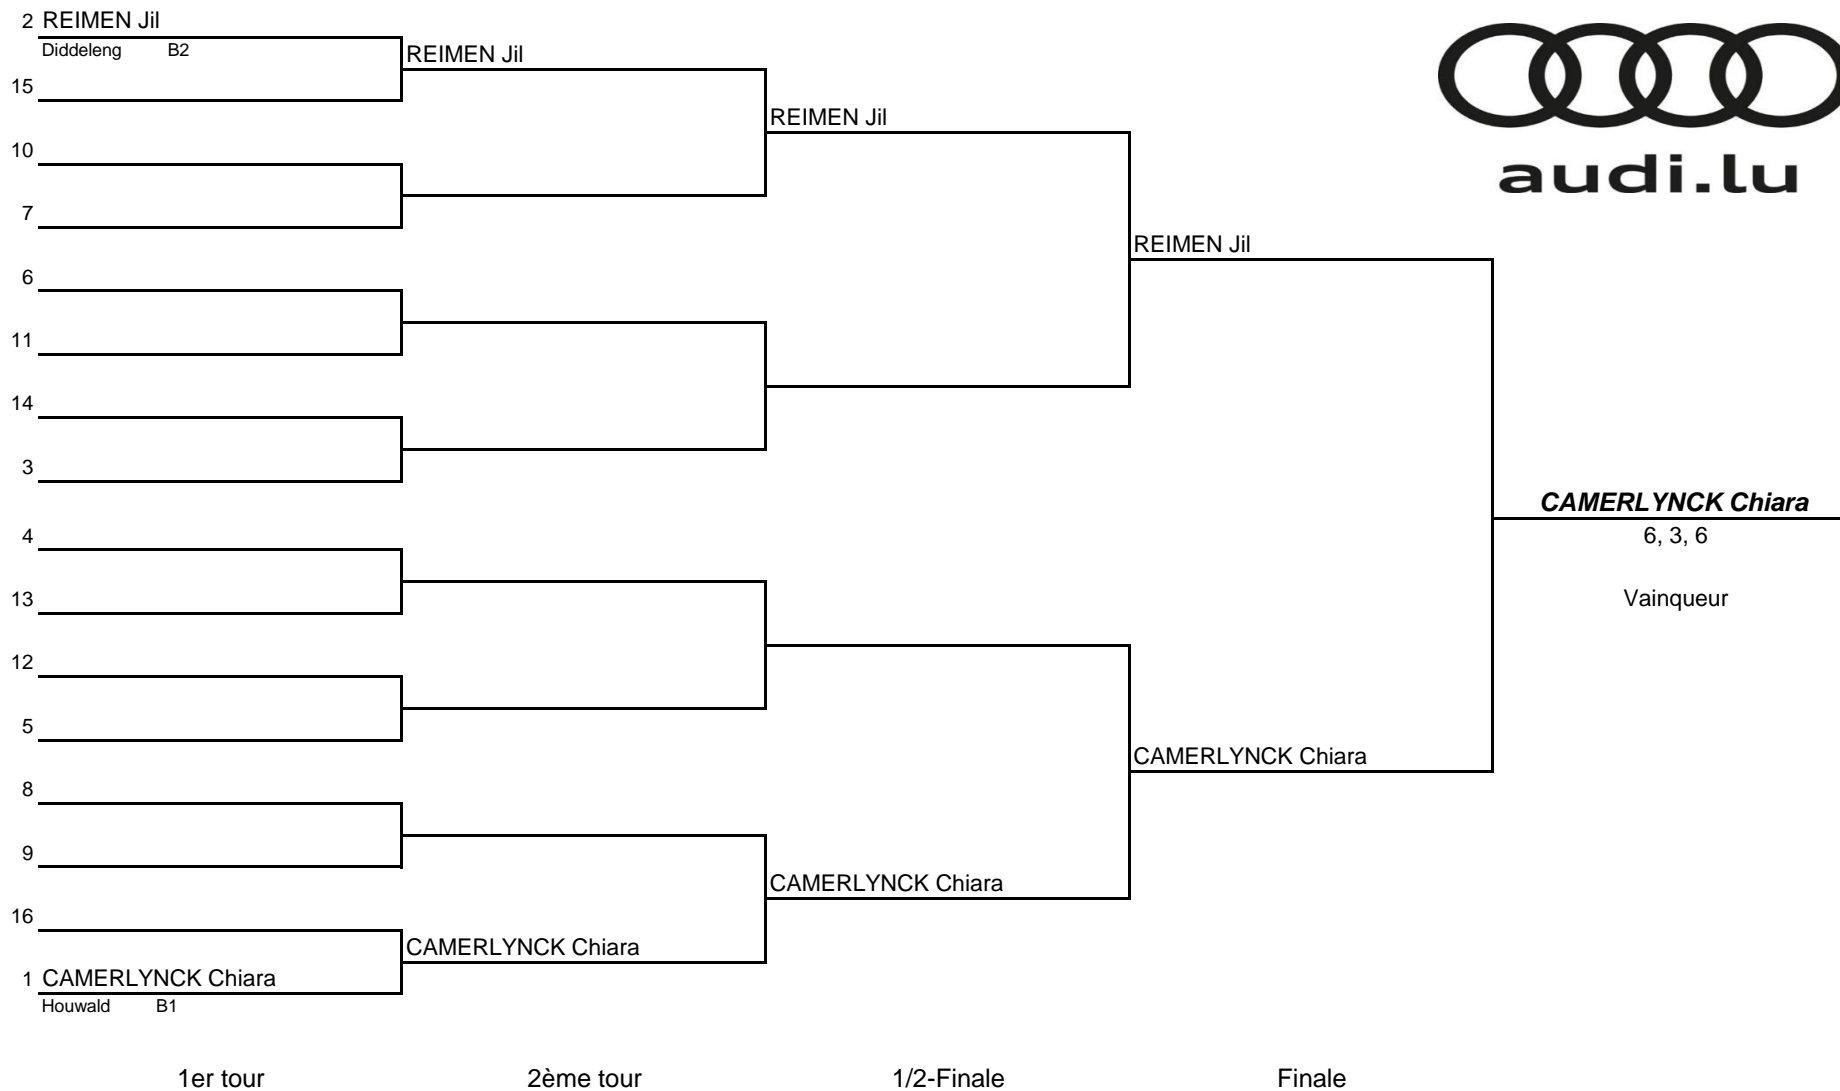 2 REIMEN Jil
Diddeleng B2
REIMEN Jil
15
REIMEN Jil
10
7
REIMEN Jil
6
11
14
3
CAMERLYNCK Chiara
6, 3, 6
Vainqueur
4
13
12
5
CAMERLYNCK Chiara
8
9
CAMERLYNCK Chiara
16
CAMERLYNCK Chiara
1 CAMERLYNCK Chiara
Houwald B1
1er tour 2ème tour 1/2-Finale Finale
audi.lu